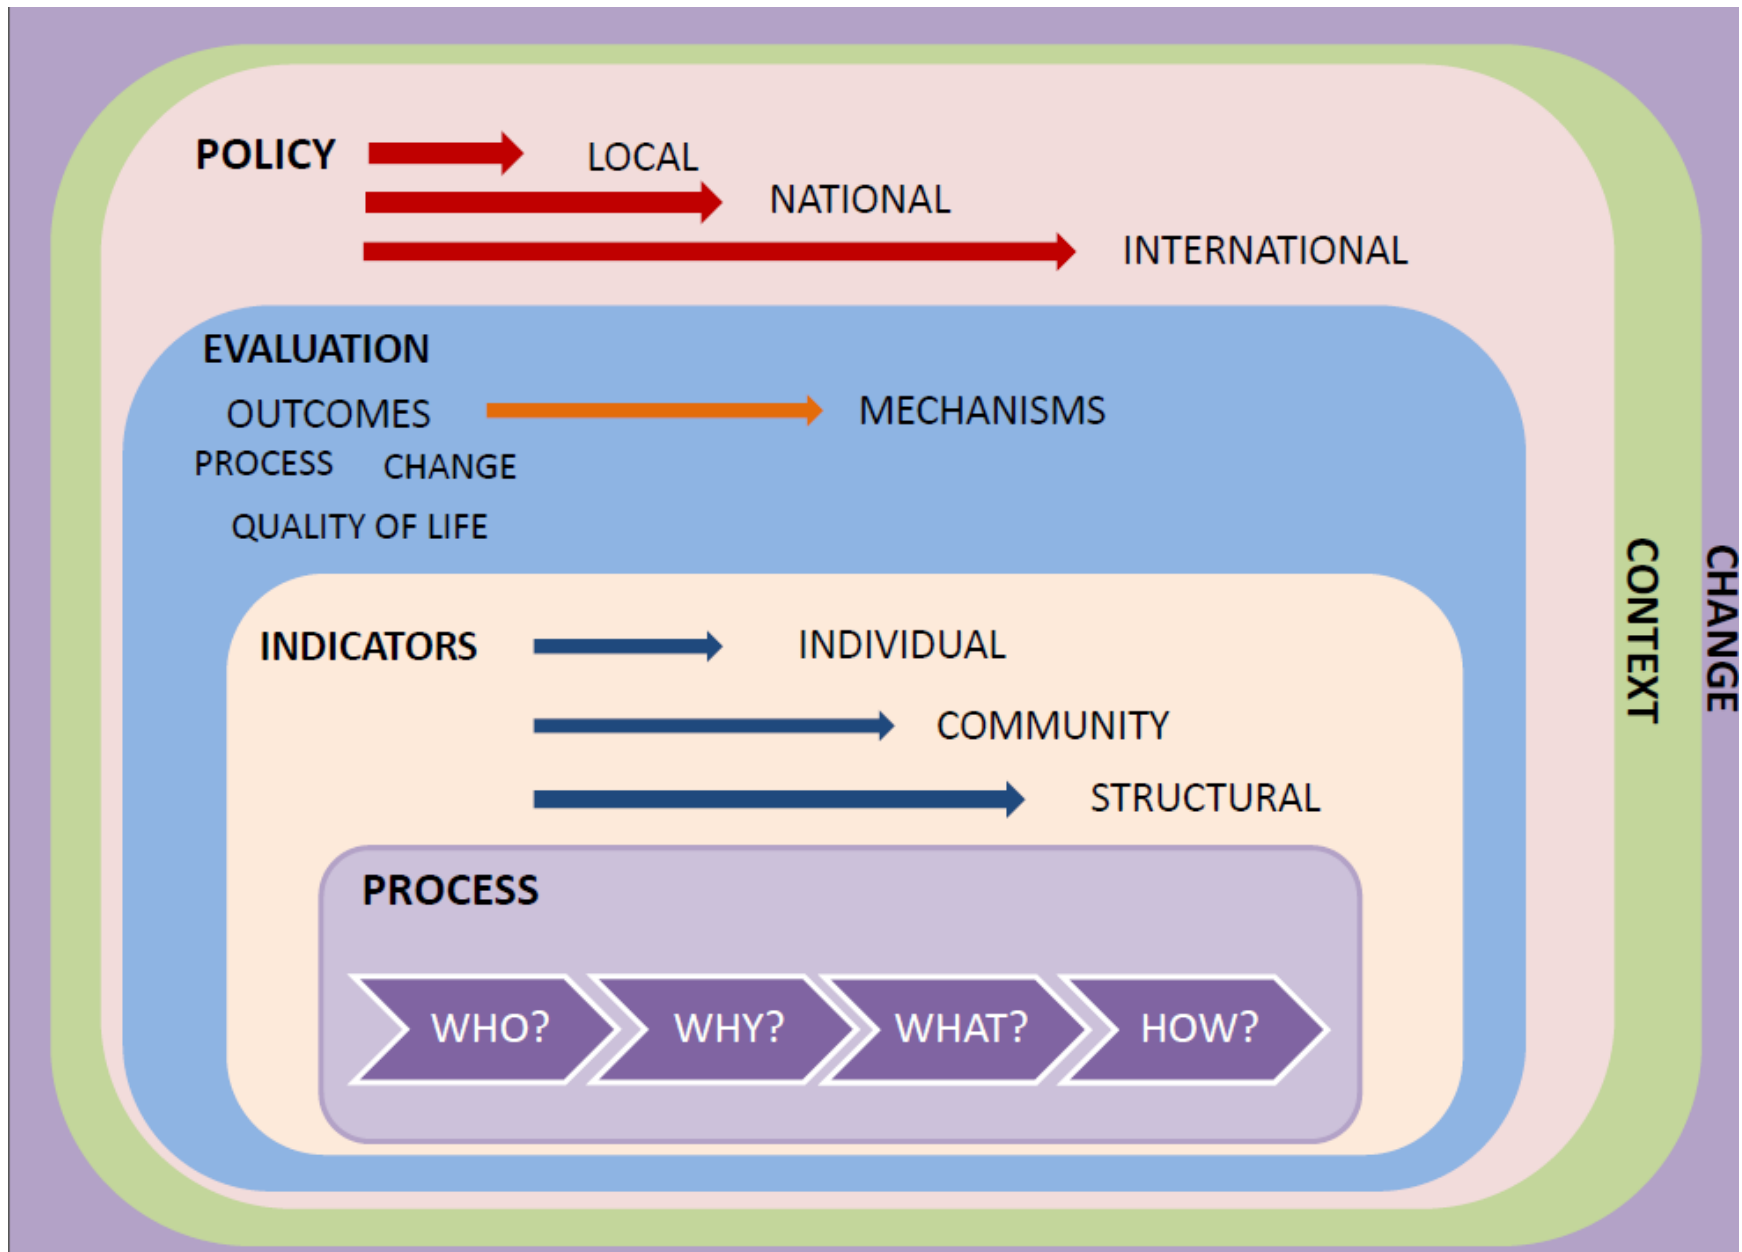 POLICY
LOCAL
NATIONAL
INTERNATIONAL
EVALUATION
OUTCOMES
MECHANISMS
PROCESS CHANGE
QUALITY OF LIFE
INDICATORS
INDIVIDUAL
COMMUNITY
STRUCTURAL
PROCESS
WHO? WHY? WHAT? HOW?
CONTEXT
CHANGE